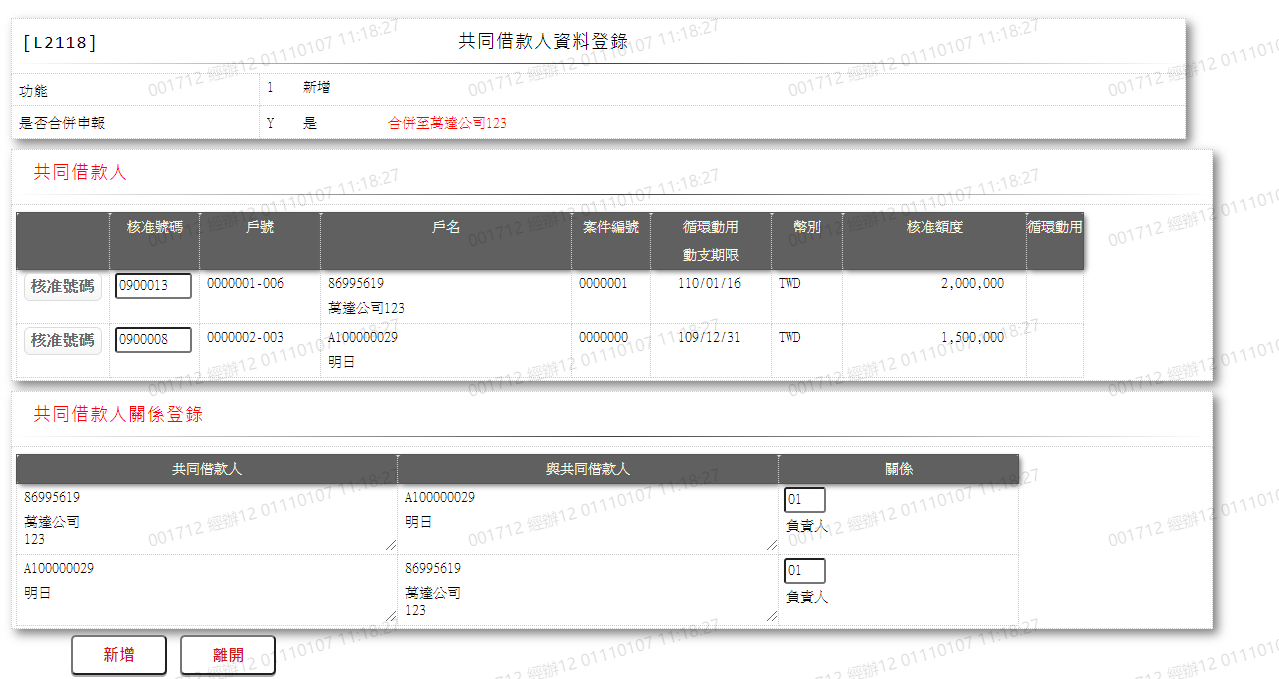 [L2118] 共同借款人資料登錄
功能 1 新增
是否合併申報 Y 是 合併至萬達公司123
共同借款人
核准號碼 戶號 戶名 案件編號 循環動用 幣別 核准額度 循環動用
動支期限
核准號碼 0900013 0000001-006 86995619 0000001 110/01/16 TWD 2,000,000
萬達公司123
核准號碼 0900008 0000002-003 A100000029 0000000 109/12/31 TWD 1,500,000
明日
共同借款人關係登錄
共同借款人 與共同借款人 關係
86995619 A100000029 01
萬達公司 明日 負責人
123
A100000029 86995619 01
明日 萬達公司 負責人
123
新增 離開
001712 經辦12 01110107 11:18:27